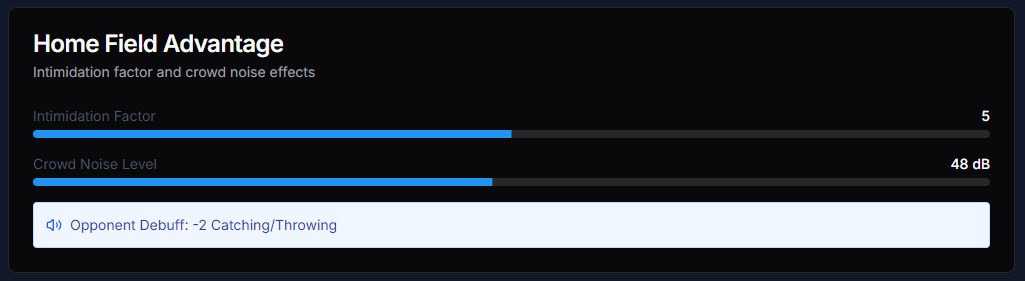 Home Field Advantage
Intimidation factor and crowd noise effects
Intimidation Factor 5
Crowd Noise Level 48 dB
Opponent Debuff: -2 Catching/Throwing